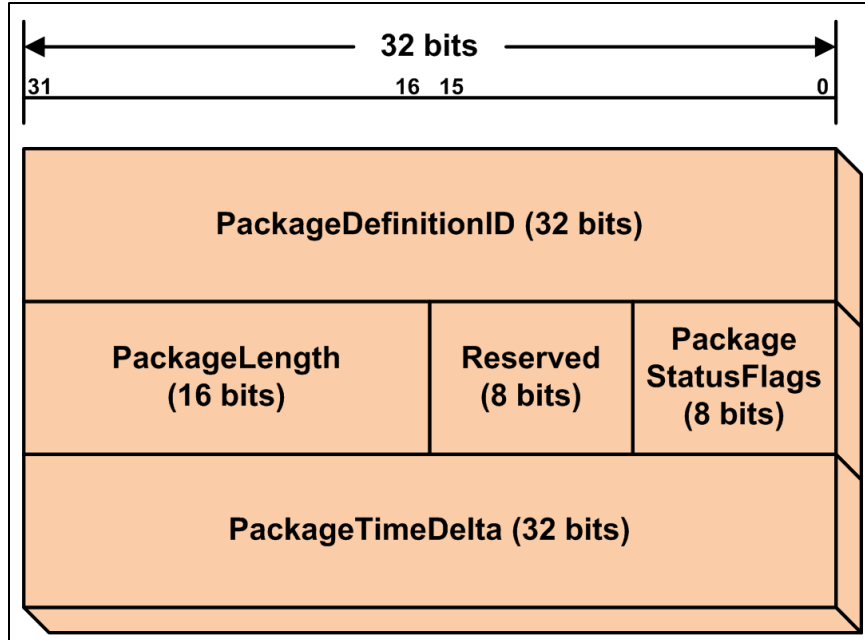 32 bits
31 16 15 0
PackageDefinitionID (32 bits)
PackageLength
(16 bits)
Reserved
(8 bits)
Package
StatusFlags
(8 bits)
PackageTimeDelta (32 bits)